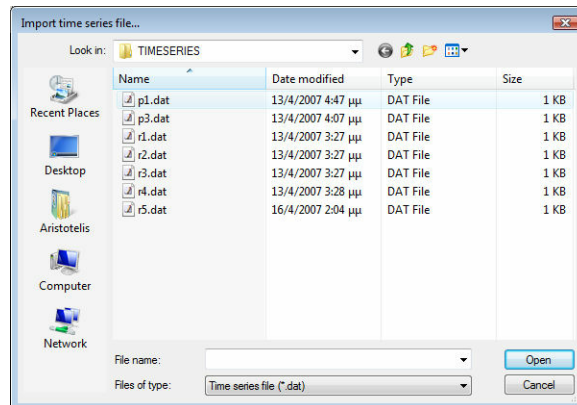 Import time series file...
Look in: TIMESERIES
Name Date modified Type Size
p1.dat 13/4/2007 4:47 μμ DAT File 1 KB
p3.dat 13/4/2007 4:07 μμ DAT File 1 KB
r1.dat 13/4/2007 3:27 μμ DAT File 1 KB
r2.dat 13/4/2007 3:27 μμ DAT File 1 KB
r3.dat 13/4/2007 3:27 μμ DAT File 1 KB
r4.dat 13/4/2007 3:28 μμ DAT File 1 KB
r5.dat 16/4/2007 2:04 μμ DAT File 1 KB
Recent Places
Desktop
Aristotelis
Computer
Network
File name: Open
Files of type: Time series file (*.dat) Cancel